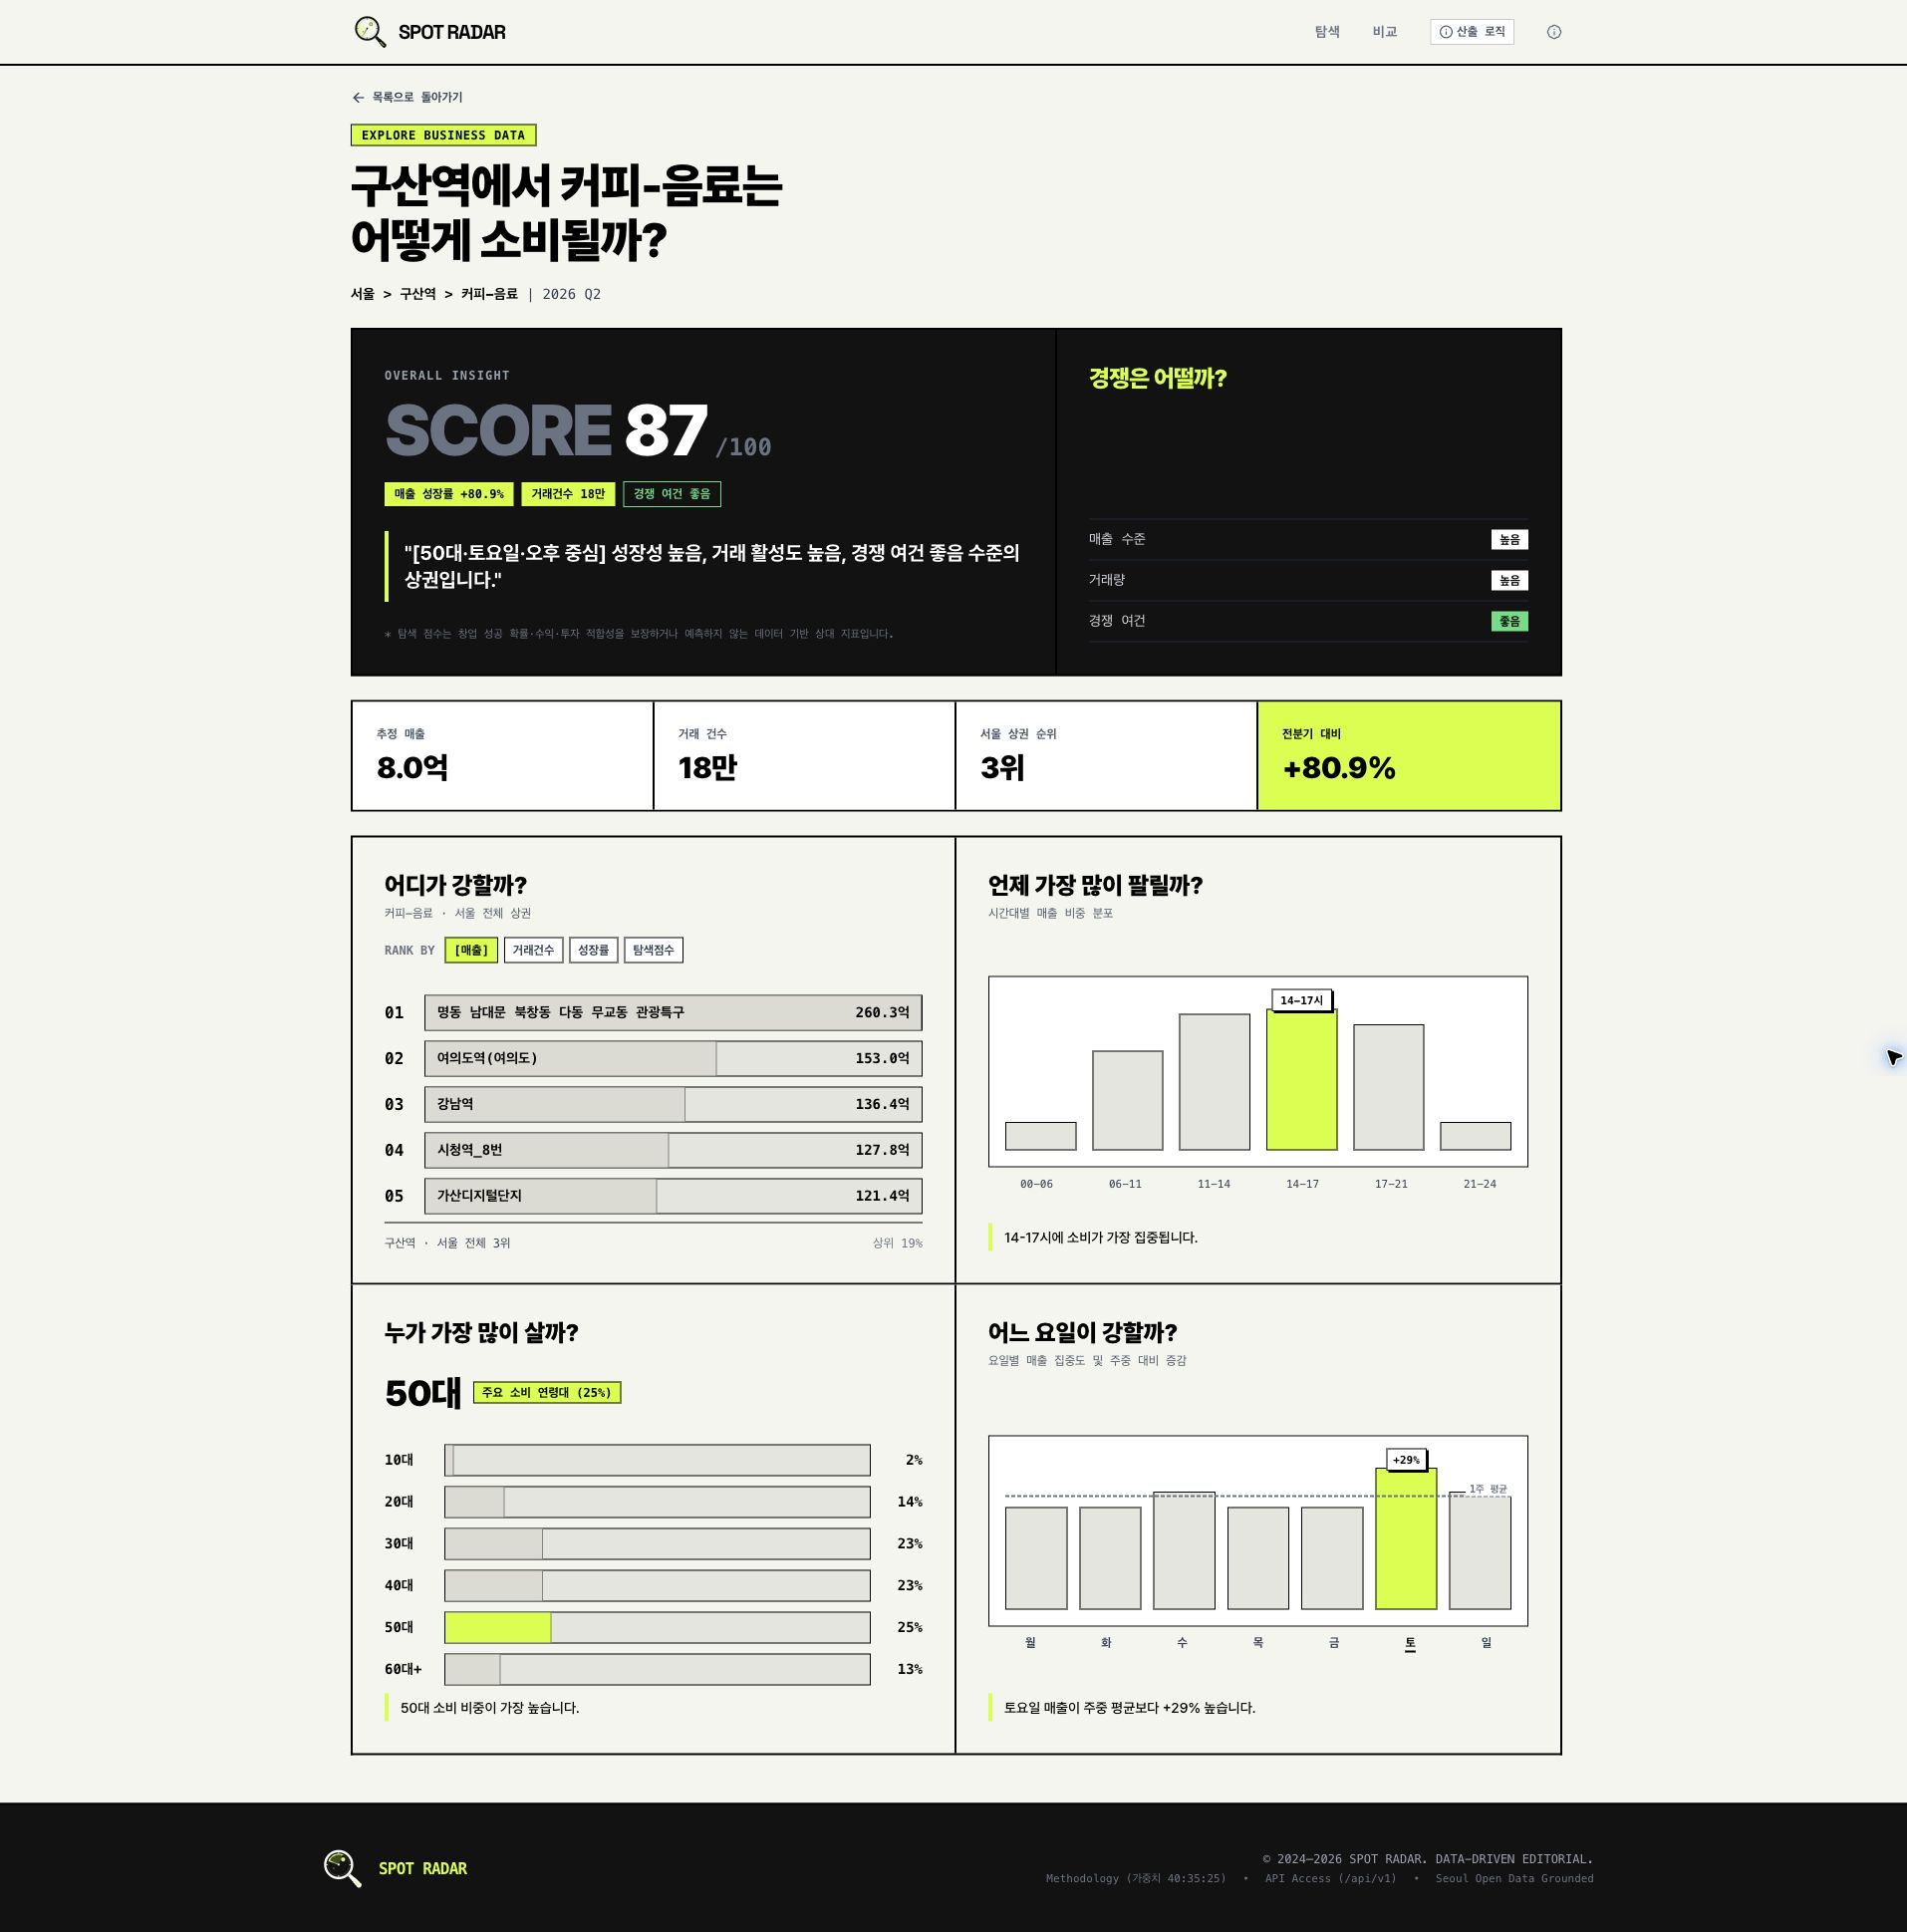 SPOT RADAR
탐색
비교
산출 로직
← 목록으로 돌아가기
EXPLORE BUSINESS DATA
구산역에서 커피-음료는
어떻게 소비될까?
서울 > 구산역 > 커피-음료 | 2026 Q2
OVERALL INSIGHT
SCORE 87 /100
매출 성장률 +80.9%
거래건수 18만
경쟁 여건 좋음
"[50대·토요일·오후 중심] 성장성 높음, 거래 활성도 높음, 경쟁 여건 좋음 수준의
상권입니다."
* 탐색 점수는 창업 성공 확률·수익·투자 적합성을 보장하거나 예측하지 않는 데이터 기반 상대 지표입니다.
경쟁은 어떨까?
매출 수준 높음
거래량 높음
경쟁 여건 좋음
추정 매출
8.0억
거래 건수
18만
서울 상권 순위
3위
전분기 대비
+80.9%
어디가 강할까?
커피-음료 · 서울 전체 상권
RANK BY [매출] 거래건수 성장률 탐색점수
01 명동 남대문 북창동 다동 무교동 관광특구 260.3억
02 여의도역(여의도) 153.0억
03 강남역 136.4억
04 시청역_8번 127.8억
05 가산디지털단지 121.4억
구산역 · 서울 전체 3위 상위 19%
언제 가장 많이 팔릴까?
시간대별 매출 비중 분포
14-17시
00-06 06-11 11-14 14-17 17-21 21-24
14-17시에 소비가 가장 집중됩니다.
누가 가장 많이 살까?
50대 주요 소비 연령대 (25%)
10대 2%
20대 14%
30대 23%
40대 23%
50대 25%
60대+ 13%
50대 소비 비중이 가장 높습니다.
어느 요일이 강할까?
요일별 매출 집중도 및 주중 대비 증감
+29%
1주 평균
월 화 수 목 금 토 일
토요일 매출이 주중 평균보다 +29% 높습니다.
SPOT RADAR
© 2024-2026 SPOT RADAR. DATA-DRIVEN EDITORIAL.
Methodology (가중치 40:35:25) • API Access (/api/v1) • Seoul Open Data Grounded